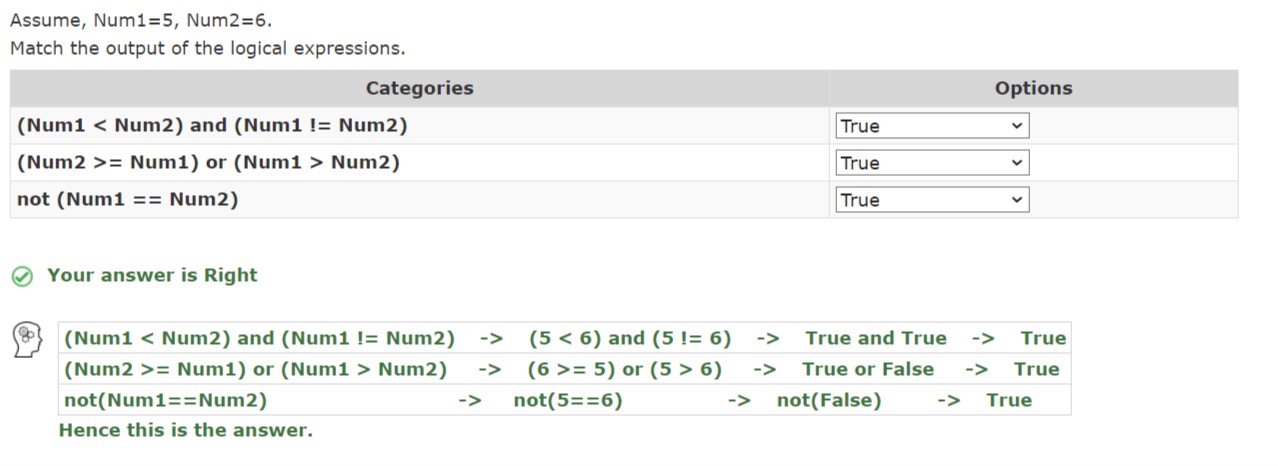 Assume, Num1=5, Num2=6.
Match the output of the logical expressions.
Categories Options
(Num1 < Num2) and (Num1 != Num2) True
(Num2 >= Num1) or (Num1 > Num2) True
not (Num1 == Num2) True
Your answer is Right
(Num1 < Num2) and (Num1 != Num2) -> (5 < 6) and (5 != 6) -> True and True -> True
(Num2 >= Num1) or (Num1 > Num2) -> (6 >= 5) or (5 > 6) -> True or False -> True
not(Num1==Num2) -> not(5==6) -> not(False) -> True
Hence this is the answer.